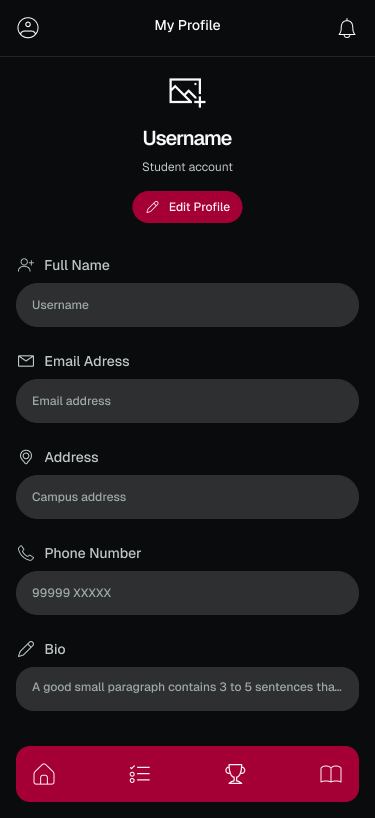 My Profile
Username
Student account
Edit Profile
Full Name
Username
Email Adress
Email address
Address
Campus address
Phone Number
99999 XXXXX
Bio
A good small paragraph contains 3 to 5 sentences tha...